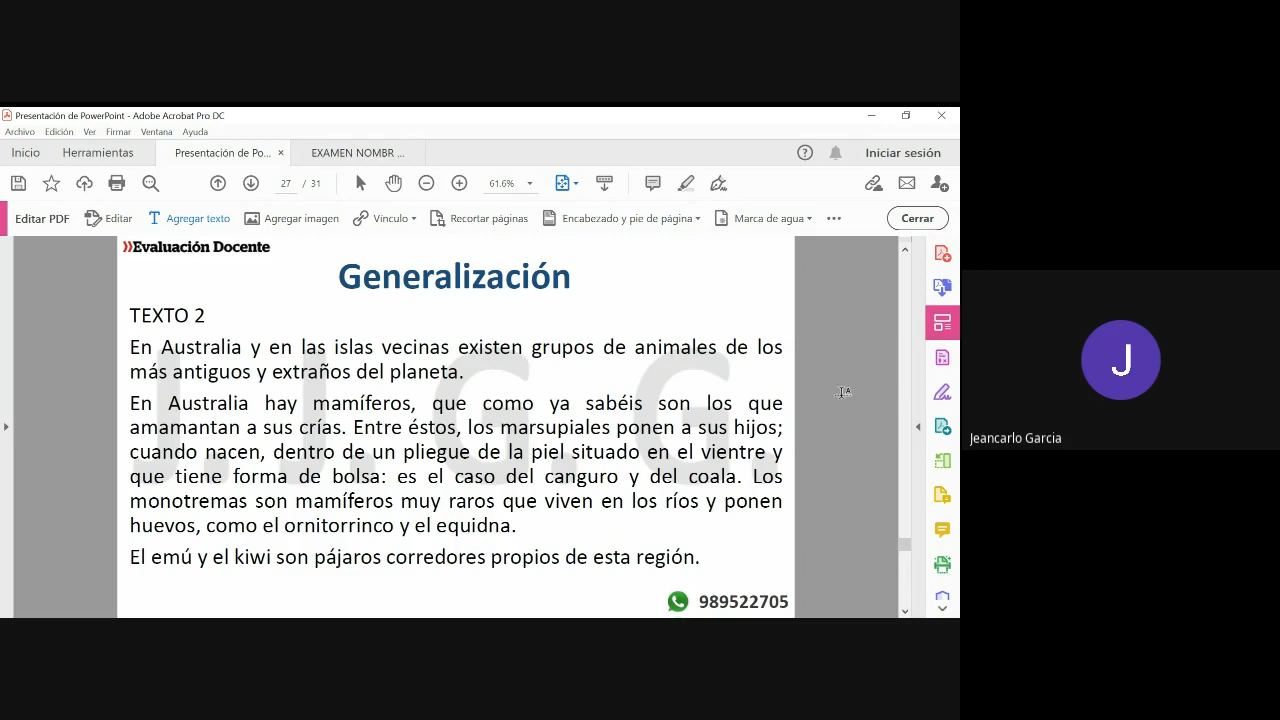 Presentación de PowerPoint - Adobe Acrobat Pro DC
Archivo Edición Ver Firmar Ventana Ayuda
Inicio Herramientas Presentación de Po... × EXAMEN NOMBR ... Iniciar sesión
27 / 31 61.6%
Editar PDF Editar Agregar texto Agregar imagen Vínculo Recortar páginas Encabezado y pie de página Marca de agua ••• Cerrar
»Evaluación Docente
Generalización
TEXTO 2
En Australia y en las islas vecinas existen grupos de animales de los
más antiguos y extraños del planeta.
En Australia hay mamíferos, que como ya sabéis son los que
amamantan a sus crías. Entre éstos, los marsupiales ponen a sus hijos;
cuando nacen, dentro de un pliegue de la piel situado en el vientre y
que tiene forma de bolsa: es el caso del canguro y del coala. Los
monotremas son mamíferos muy raros que viven en los ríos y ponen
huevos, como el ornitorrinco y el equidna.
El emú y el kiwi son pájaros corredores propios de esta región.
989522705
J. J. G. G.
J
Jeancarlo Garcia